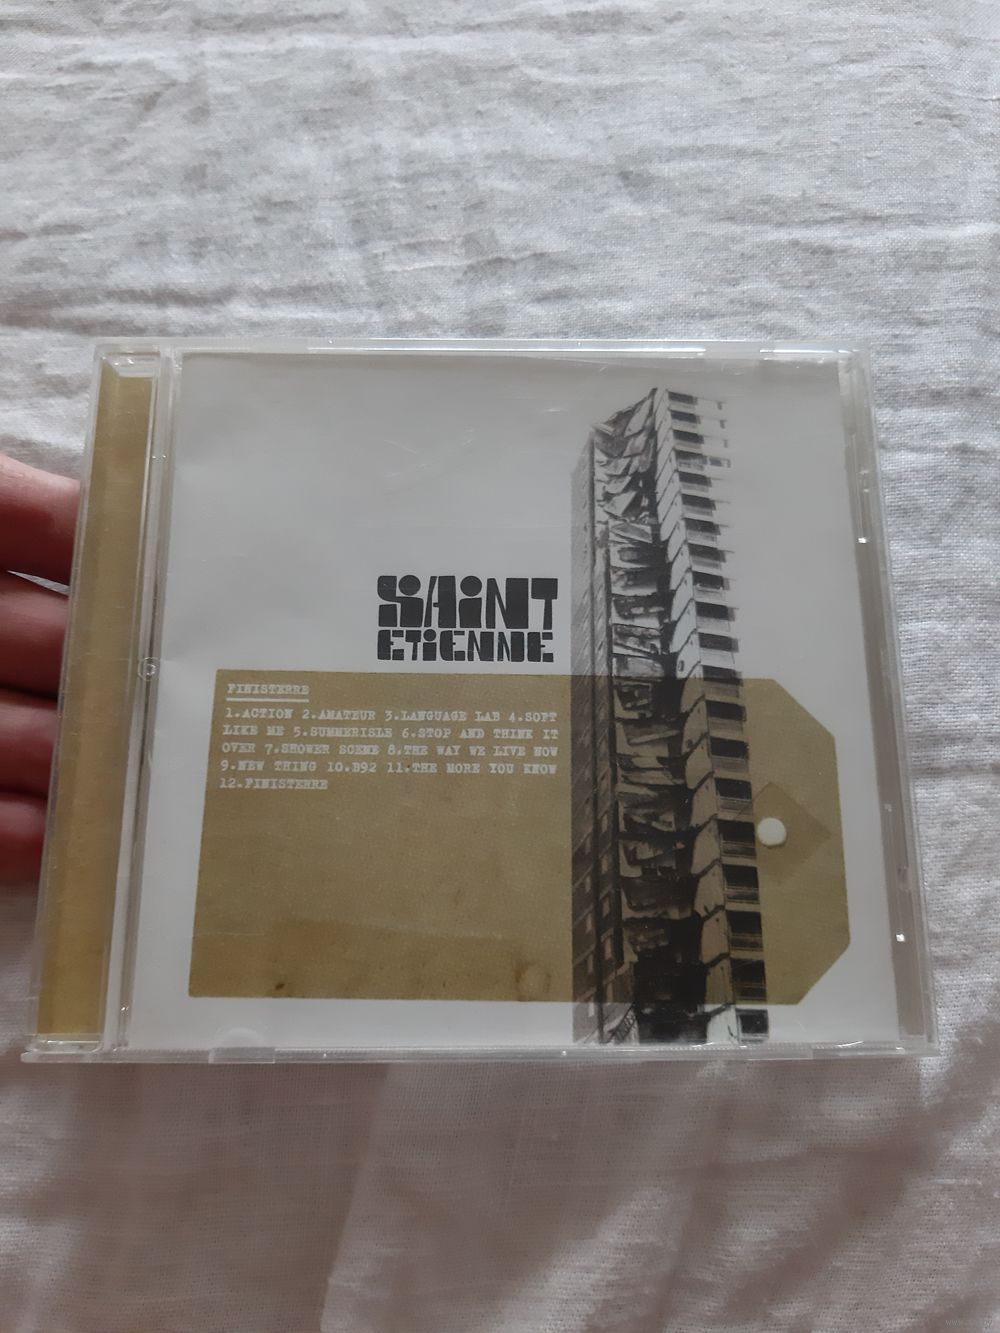 SAINT
ETIENNE
FINISTERRE
1.ACTION 2.AMATEUR 3.LANGUAGE LAB 4.SOFT
LIKE ME 5.SUMMERISLE 6.STOP AND THINK IT
OVER 7.SHOWER SCENE 8.THE WAY WE LIVE NOW
9.NEW THING 10.B92 11.THE MORE YOU KNOW
12.FINISTERRE